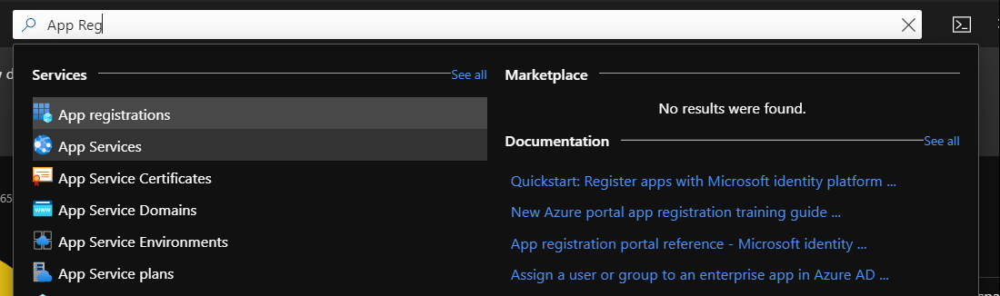 App Reg
Services
See all
App registrations
App Services
App Service Certificates
App Service Domains
App Service Environments
App Service plans
Marketplace
No results were found.
Documentation
See all
Quickstart: Register apps with Microsoft identity platform ...
New Azure portal app registration training guide ...
App registration portal reference - Microsoft identity ...
Assign a user or group to an enterprise app in Azure AD ...
65